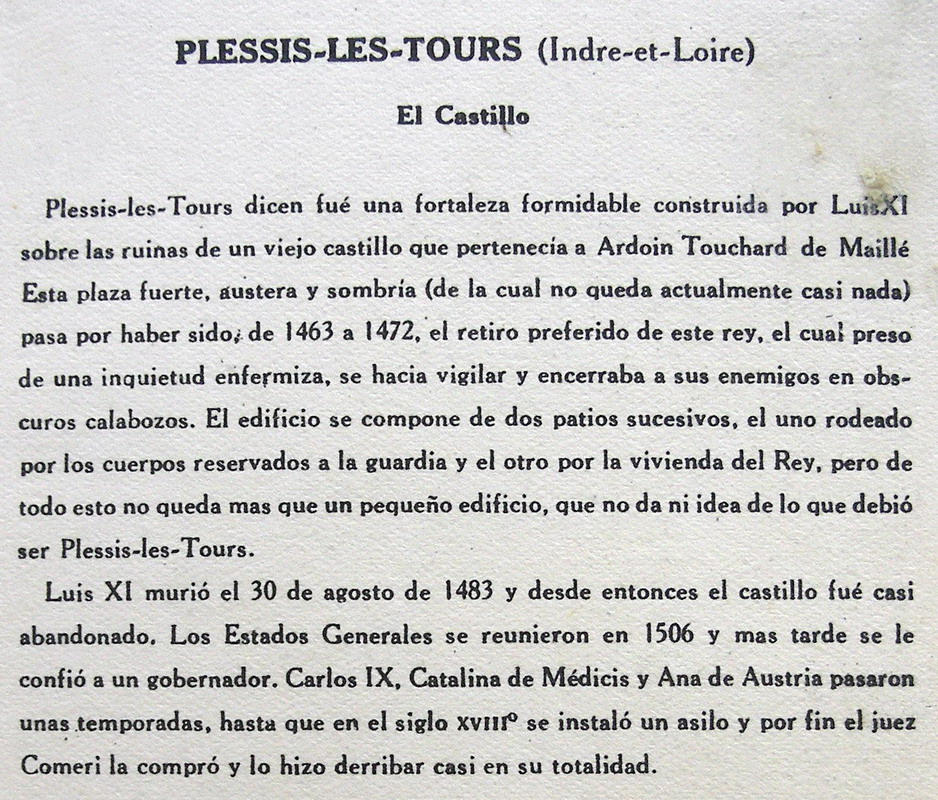 PLESSIS-LES-TOURS (Indre-et-Loire)
El Castillo
Plessis-les-Tours dicen fué una fortaleza formidable construida por Luis XI
sobre las ruinas de un viejo castillo que pertenecía a Ardoin Touchard de Maillé
Esta plaza fuerte, austera y sombría (de la cual no queda actualmente casi nada)
pasa por haber sido, de 1463 a 1472, el retiro preferido de este rey, el cual preso
de una inquietud enfermiza, se hacia vigilar y encerraba a sus enemigos en obs-
curos calabozos. El edificio se compone de dos patios sucesivos, el uno rodeado
por los cuerpos reservados a la guardia y el otro por la vivienda del Rey, pero de
todo esto no queda mas que un pequeño edificio, que no da ni idea de lo que debió
ser Plessis-les-Tours.
Luis XI murió el 30 de agosto de 1483 y desde entonces el castillo fué casi
abandonado. Los Estados Generales se reunieron en 1506 y mas tarde se le
confió a un gobernador. Carlos IX, Catalina de Médicis y Ana de Austria pasaron
unas temporadas, hasta que en el siglo XVIIIº se instaló un asilo y por fin el juez
Comeri la compró y lo hizo derribar casi en su totalidad.